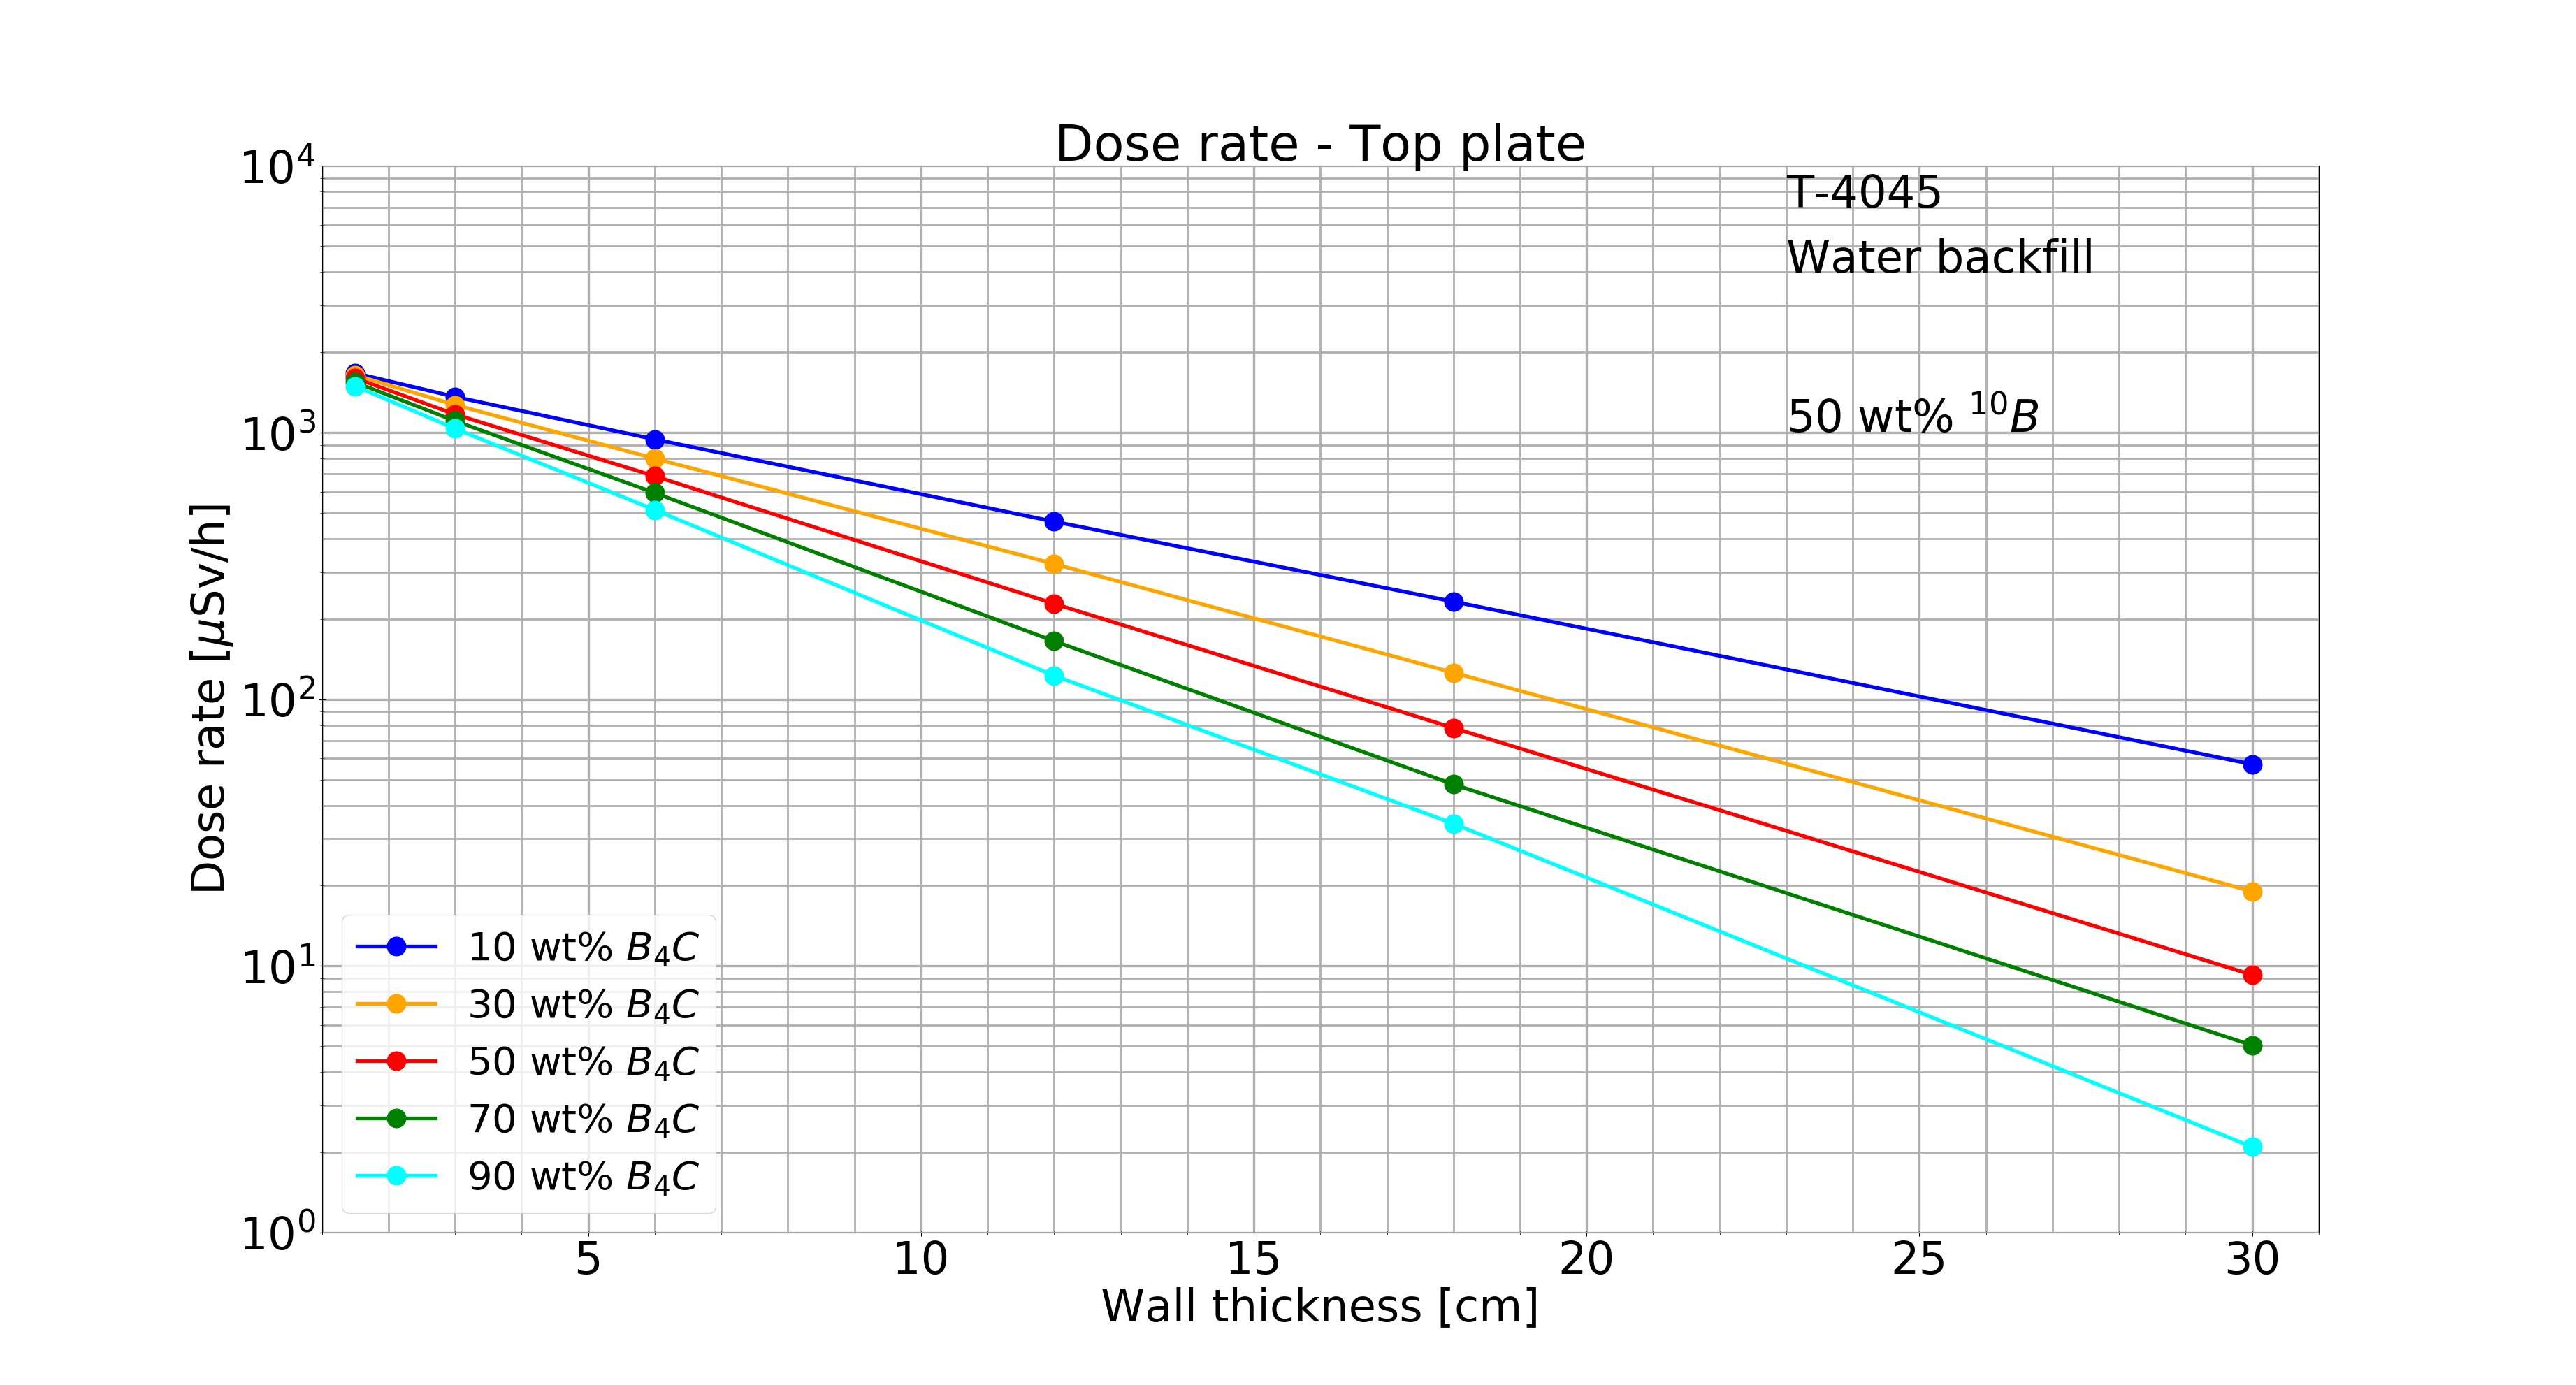 Dose rate - Top plate
T-4045
Water backfill
50 wt% ¹⁰B
Dose rate [μSv/h]
10⁴
10³
10²
10¹
10⁰
10 wt% B₄C
30 wt% B₄C
50 wt% B₄C
70 wt% B₄C
90 wt% B₄C
5 10 15 20 25 30
Wall thickness [cm]